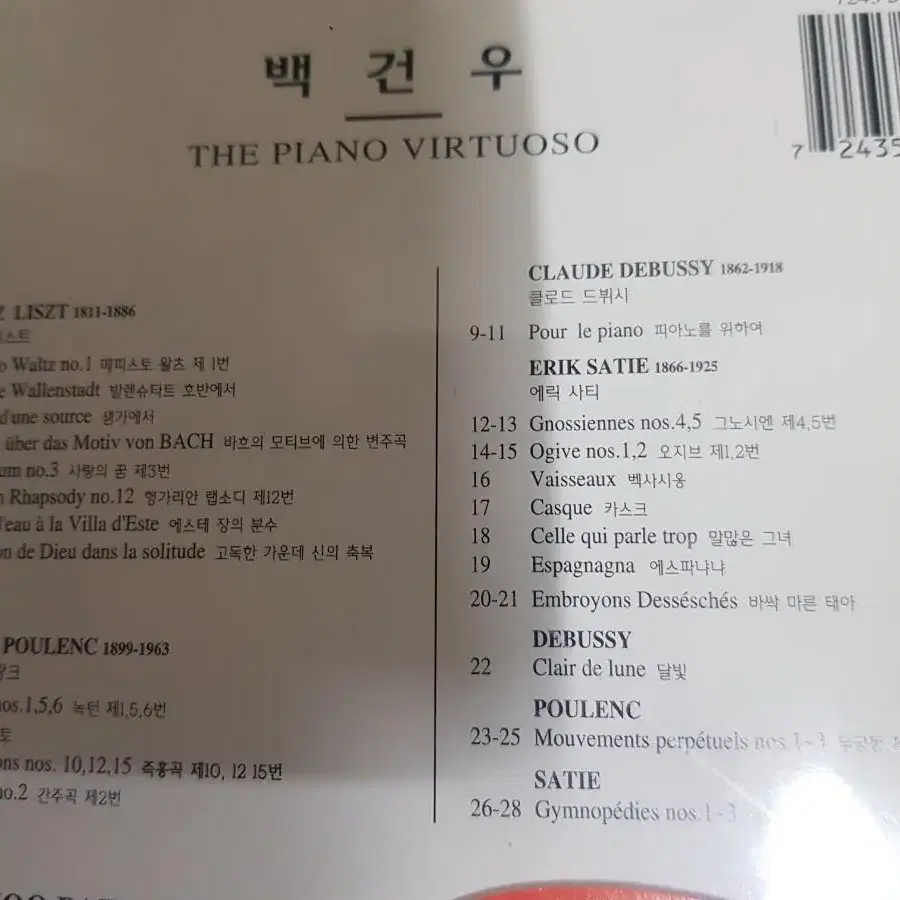 백 건 우
THE PIANO VIRTUOSO
7 2435
LISZT 1811-1886
Waltz no.1 메피스토 왈츠 제 1번
Wallenstadt 발렌슈타트 호반에서
d'une source 샘가에서
über das Motiv von BACH 바흐의 모티브에 의한 변주곡
no.3 사랑의 꿈 제3번
Rhapsody no.12 헝가리안 랩소디 제12번
à la Villa d'Este 에스테 장의 분수
de Dieu dans la solitude 고독한 가운데 신의 축복
POULENC 1899-1963
nos.1,5,6 녹턴 제1,5,6번
nos. 10,12,15 즉흥곡 제10, 12 15번
no.2 간주곡 제2번
CLAUDE DEBUSSY 1862-1918
클로드 드뷔시
9-11 Pour le piano 피아노를 위하여
ERIK SATIE 1866-1925
에릭 사티
12-13 Gnossiennes nos.4,5 그노시엔 제4,5번
14-15 Ogive nos.1,2 오지브 제1,2번
16 Vaisseaux 벡사시옹
17 Casque 카스크
18 Celle qui parle trop 말많은 그녀
19 Espagnagna 에스파냐냐
20-21 Embroyons Desséschés 바싹 마른 태아
DEBUSSY
22 Clair de lune 달빛
POULENC
23-25 Mouvements perpétuels nos.1~3
SATIE
26-28 Gymnopédies nos.1~3